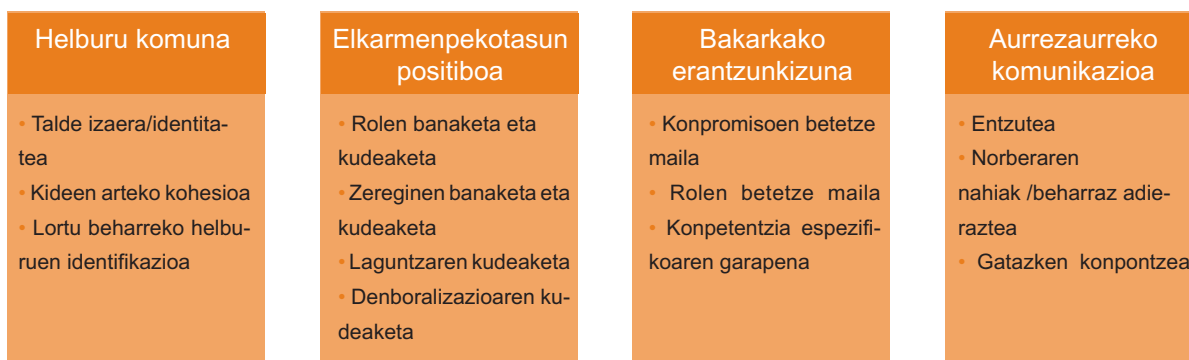 Helburu komuna
• Talde izaera/identita-
tea
• Kideen arteko kohesioa
• Lortu beharreko helbu-
ruen identifikazioa
Elkarmenpekotasun
positiboa
• Rolen banaketa eta
kudeaketa
• Zereginen banaketa eta
kudeaketa
• Laguntzaren kudeaketa
• Denboralizazioaren ku-
deaketa
Bakarkako
erantzunkizuna
• Konpromisoen betetze
maila
• Rolen betetze maila
• Konpetentzia espezifi-
koaren garapena
Aurrezaurreko
komunikazioa
• Entzutea
• Norberaren
nahiak /beharraz adie-
raztea
• Gatazken konpontzea